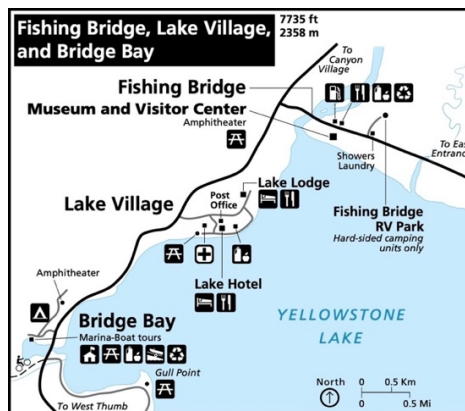 Fishing Bridge, Lake Village,
and Bridge Bay
7735 ft
2358 m
To
Canyon
Village
Fishing Bridge
Museum and Visitor Center
Amphitheater
Showers
Laundry
To East
Entrance
Fishing Bridge
RV Park
Hard-sided camping
units only
Lake Lodge
Post
Office
Lake Village
Lake Hotel
Amphitheater
Bridge Bay
Marina-Boat tours
Gull Point
To West Thumb
YELLOWSTONE
LAKE
North
0 0.5 Km
0 0.5 Mi